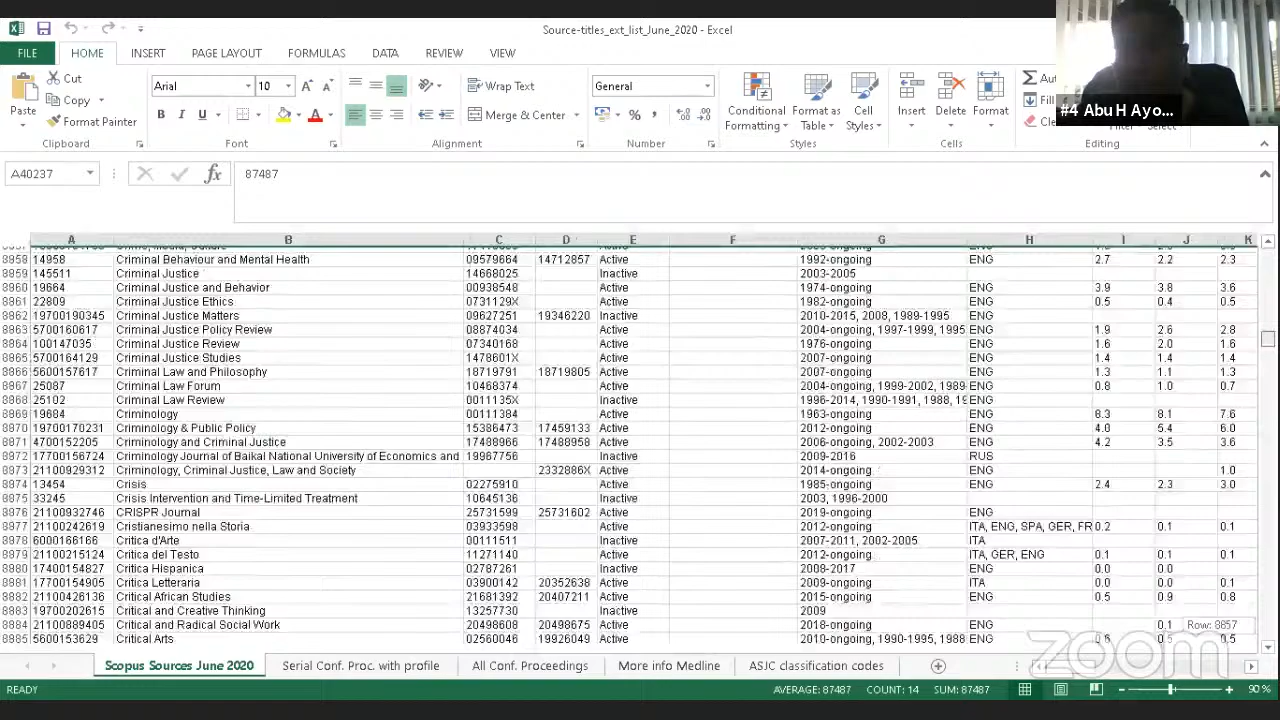 Source-titles_ext_list_June_2020 - Excel
FILE HOME INSERT PAGE LAYOUT FORMULAS DATA REVIEW VIEW
Cut
Copy
Format Painter
Paste
Arial 10
B I U
Wrap Text
Merge & Center
General
Conditional Formatting
Format as Table
Cell Styles
Insert Delete Format
#4 Abu H Ayo...
Clipboard Font Alignment Number Styles Cells Editing
A40237 87487
A B C D E F G H I J K
8958 14958 Criminal Behaviour and Mental Health 09579664 14712857 Active 1992-ongoing ENG 2.7 2.2 2.3
8959 145511 Criminal Justice 14668025 Inactive 2003-2005
8960 19664 Criminal Justice and Behavior 00938548 Active 1974-ongoing ENG 3.9 3.8 3.6
8961 22809 Criminal Justice Ethics 0731129X Active 1982-ongoing ENG 0.5 0.4 0.5
8962 19700190345 Criminal Justice Matters 09627251 19346220 Inactive 2010-2015, 2008, 1989-1995 ENG
8963 5700160617 Criminal Justice Policy Review 08874034 Active 2004-ongoing, 1997-1999, 1995 ENG 1.9 2.6 2.8
8964 100147035 Criminal Justice Review 07340168 Active 1976-ongoing ENG 1.6 2.0 1.6
8965 5700164129 Criminal Justice Studies 1478601X Active 2007-ongoing ENG 1.4 1.4 1.4
8966 5600157617 Criminal Law and Philosophy 18719791 18719805 Active 2007-ongoing ENG 1.3 1.1 1.3
8967 25087 Criminal Law Forum 10468374 Active 2004-ongoing, 1999-2002, 1989- ENG 0.8 1.0 0.7
8968 25102 Criminal Law Review 0011135X Inactive 1996-2014, 1990-1991, 1988, 19 ENG
8969 19684 Criminology 00111384 Active 1963-ongoing ENG 8.3 8.1 7.6
8970 19700170231 Criminology & Public Policy 15386473 17459133 Active 2012-ongoing ENG 4.0 5.4 6.0
8971 4700152205 Criminology and Criminal Justice 17488966 17488958 Active 2006-ongoing, 2002-2003 ENG 4.2 3.5 3.6
8972 17700156724 Criminology Journal of Baikal National University of Economics and 19967756 Inactive 2009-2016 RUS
8973 21100929312 Criminology, Criminal Justice, Law and Society 2332886X Active 2014-ongoing ENG 1.0
8974 13454 Crisis 02275910 Active 1985-ongoing ENG 2.4 2.3 3.0
8975 33245 Crisis Intervention and Time-Limited Treatment 10645136 Inactive 2003, 1996-2000
8976 21100932746 CRISPR Journal 25731599 25731602 Active 2019-ongoing ENG
8977 21100242619 Cristianesimo nella Storia 03933598 Active 2012-ongoing ITA, ENG, SPA, GER, FR 0.2 0.1 0.1
8978 6000166166 Critica d'Arte 00111511 Inactive 2007-2011, 2002-2005 ITA
8979 21100215124 Critica del Testo 11271140 Active 2012-ongoing ITA, GER, ENG 0.1 0.1 0.1
8980 17400154827 Critica Hispanica 02787261 Inactive 2008-2017 ENG 0.0 0.0
8981 17700154905 Critica Letteraria 03900142 20352638 Active 2009-ongoing ITA 0.0 0.0 0.1
8982 21100426136 Critical African Studies 21681392 20407211 Active 2015-ongoing ENG 0.5 0.9 0.8
8983 19700202615 Critical and Creative Thinking 13257730 Inactive 2009
8984 21100889405 Critical and Radical Social Work 20498608 20498675 Active 2018-ongoing ENG 0.1 Row: 8857
8985 5600153629 Critical Arts 02560046 19926049 Active 2010-ongoing, 1990-1995, 1988 ENG 0.6 0.5 0.5
zoom
Scopus Sources June 2020 Serial Conf. Proc. with profile All Conf. Proceedings More info Medline ASJC classification codes
READY AVERAGE: 87487 COUNT: 14 SUM: 87487 90%